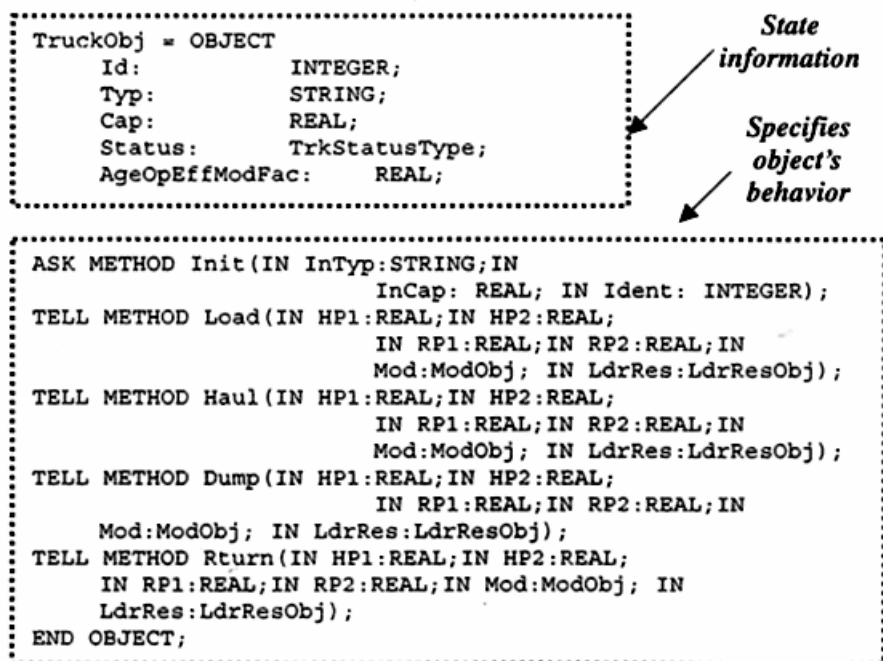 TruckObj = OBJECT
Id: INTEGER;
Typ: STRING;
Cap: REAL;
Status: TrkStatusType;
AgeOpEffModFac: REAL;
State
information
Specifies
object's
behavior
ASK METHOD Init(IN InTyp:STRING;IN
InCap: REAL; IN Ident: INTEGER);
TELL METHOD Load(IN HP1:REAL;IN HP2:REAL;
IN RP1:REAL;IN RP2:REAL;IN
Mod:ModObj; IN LdrRes:LdrResObj);
TELL METHOD Haul(IN HP1:REAL;IN HP2:REAL;
IN RP1:REAL;IN RP2:REAL;IN
Mod:ModObj; IN LdrRes:LdrResObj);
TELL METHOD Dump(IN HP1:REAL;IN HP2:REAL;
IN RP1:REAL;IN RP2:REAL;IN
Mod:ModObj; IN LdrRes:LdrResObj);
TELL METHOD Rturn(IN HP1:REAL;IN HP2:REAL;
IN RP1:REAL;IN RP2:REAL;IN Mod:ModObj; IN
LdrRes:LdrResObj);
END OBJECT;